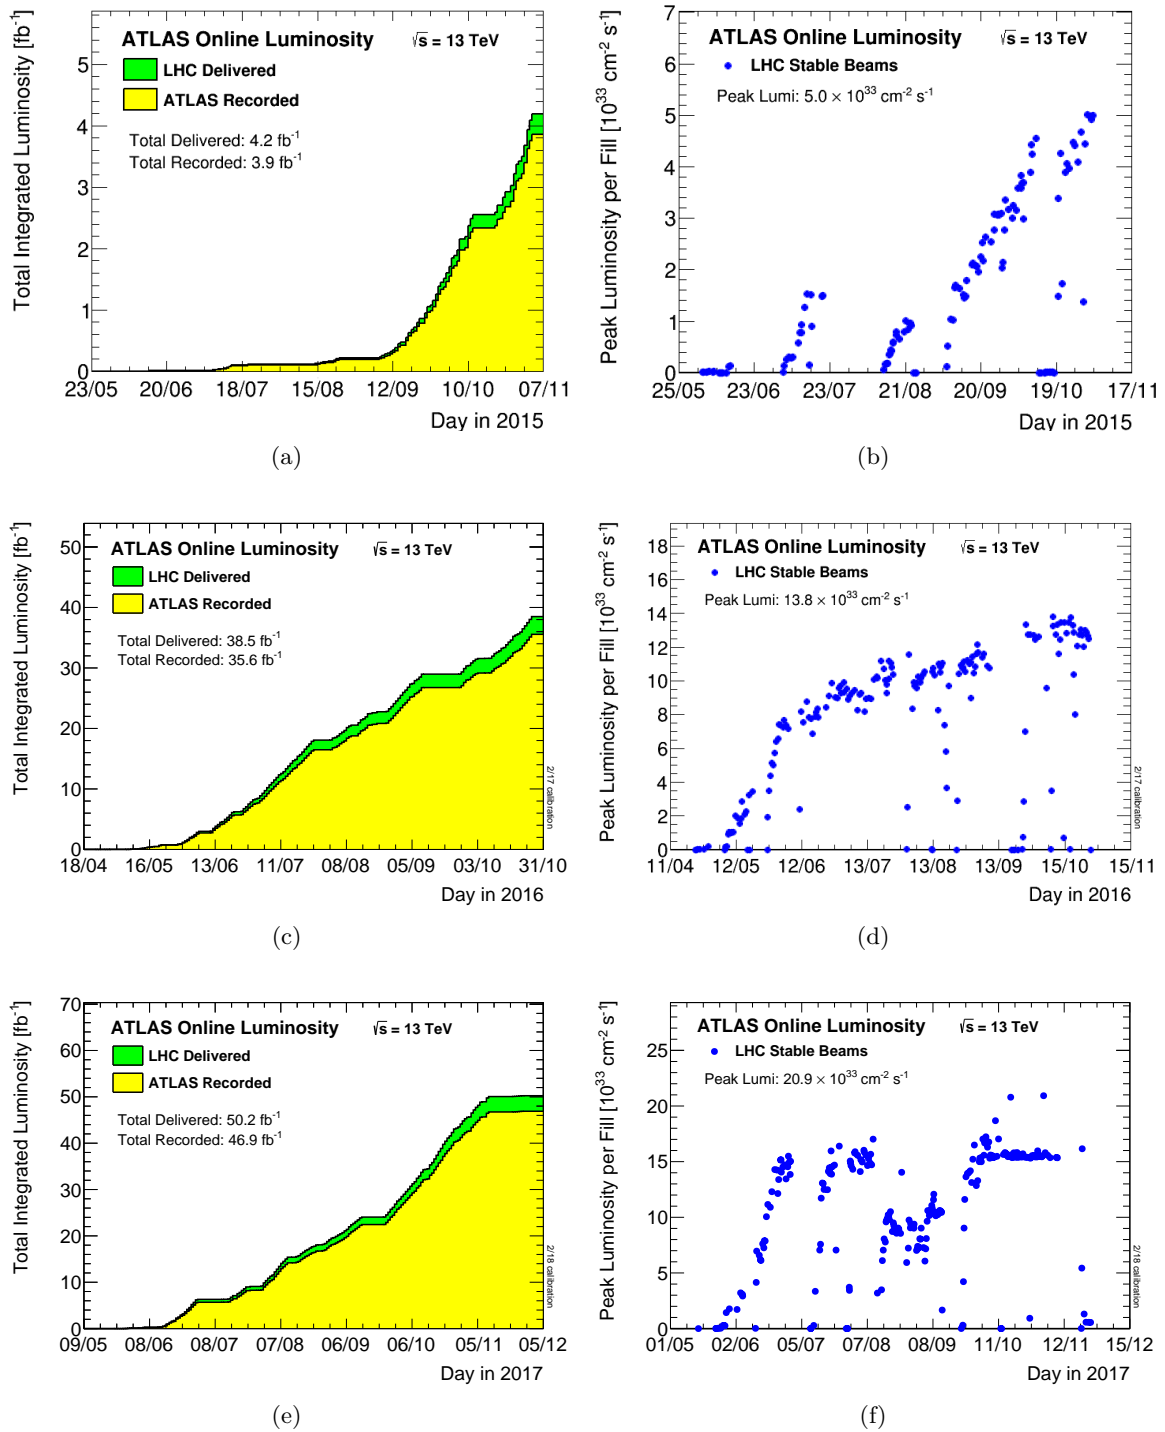 Total Integrated Luminosity [fb⁻¹]
ATLAS Online Luminosity √s = 13 TeV
LHC Delivered
ATLAS Recorded
Total Delivered: 4.2 fb⁻¹
Total Recorded: 3.9 fb⁻¹
5
4
3
2
1
0
23/05 20/06 18/07 15/08 12/09 10/10 07/11
Day in 2015
(a)
Peak Luminosity per Fill [10³³ cm⁻² s⁻¹]
ATLAS Online Luminosity √s = 13 TeV
LHC Stable Beams
Peak Lumi: 5.0 × 10³³ cm⁻² s⁻¹
7
6
5
4
3
2
1
0
25/05 23/06 23/07 21/08 20/09 19/10 17/11
Day in 2015
(b)
Total Integrated Luminosity [fb⁻¹]
ATLAS Online Luminosity √s = 13 TeV
LHC Delivered
ATLAS Recorded
Total Delivered: 38.5 fb⁻¹
Total Recorded: 35.6 fb⁻¹
50
40
30
20
10
0
2/17 calibration
18/04 16/05 13/06 11/07 08/08 05/09 03/10 31/10
Day in 2016
(c)
Peak Luminosity per Fill [10³³ cm⁻² s⁻¹]
ATLAS Online Luminosity √s = 13 TeV
LHC Stable Beams
Peak Lumi: 13.8 × 10³³ cm⁻² s⁻¹
18
16
14
12
10
8
6
4
2
0
2/17 calibration
11/04 12/05 12/06 13/07 13/08 13/09 15/10 15/11
Day in 2016
(d)
Total Integrated Luminosity [fb⁻¹]
ATLAS Online Luminosity √s = 13 TeV
LHC Delivered
ATLAS Recorded
Total Delivered: 50.2 fb⁻¹
Total Recorded: 46.9 fb⁻¹
70
60
50
40
30
20
10
0
2/18 calibration
09/05 08/06 08/07 07/08 06/09 06/10 05/11 05/12
Day in 2017
(e)
Peak Luminosity per Fill [10³³ cm⁻² s⁻¹]
ATLAS Online Luminosity √s = 13 TeV
LHC Stable Beams
Peak Lumi: 20.9 × 10³³ cm⁻² s⁻¹
25
20
15
10
5
0
2/18 calibration
01/05 02/06 05/07 07/08 08/09 11/10 12/11 15/12
Day in 2017
(f)